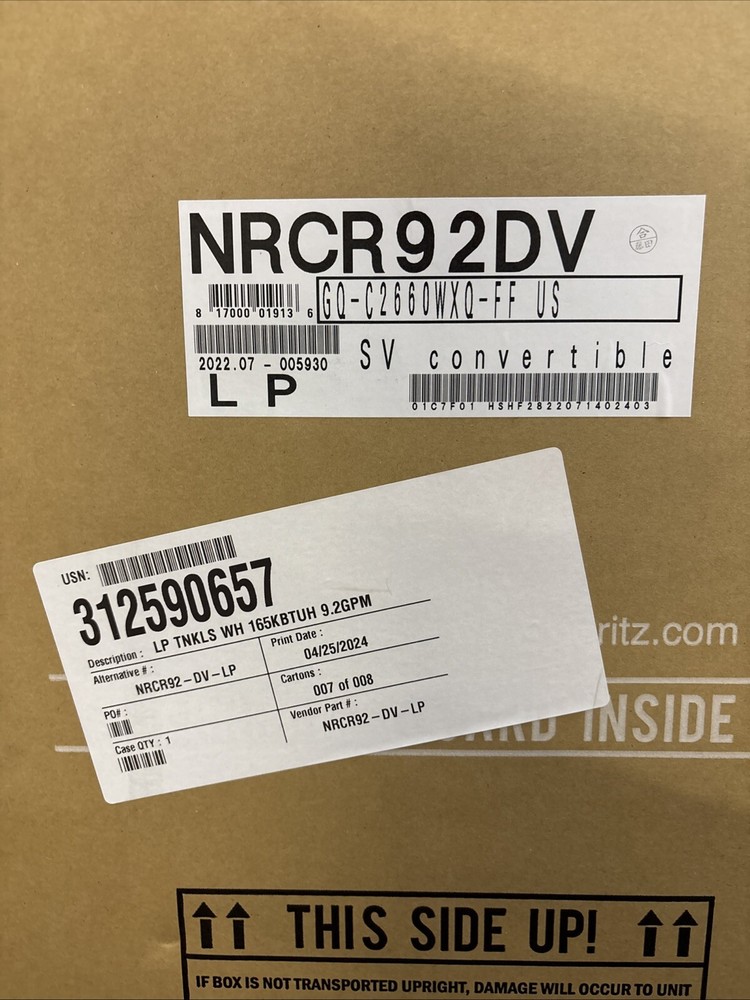 NRCR92DV
8 17000 01913 6
GQ-C2660WXQ-FF US
2022.07 - 005930
SV convertible
LP
01C7F01 HSHF2822071402403
USN:
312590657
Description: LP TNKLS WH 165KBTUH 9.2GPM
Alternative #:
NRCR92-DV-LP
Print Date:
04/25/2024
PO#:
Cartons:
007 of 008
Case QTY: 1
Vendor Part #:
NRCR92-DV-LP
ritz.com
INSIDE
THIS SIDE UP!
IF BOX IS NOT TRANSPORTED UPRIGHT, DAMAGE WILL OCCUR TO UNIT